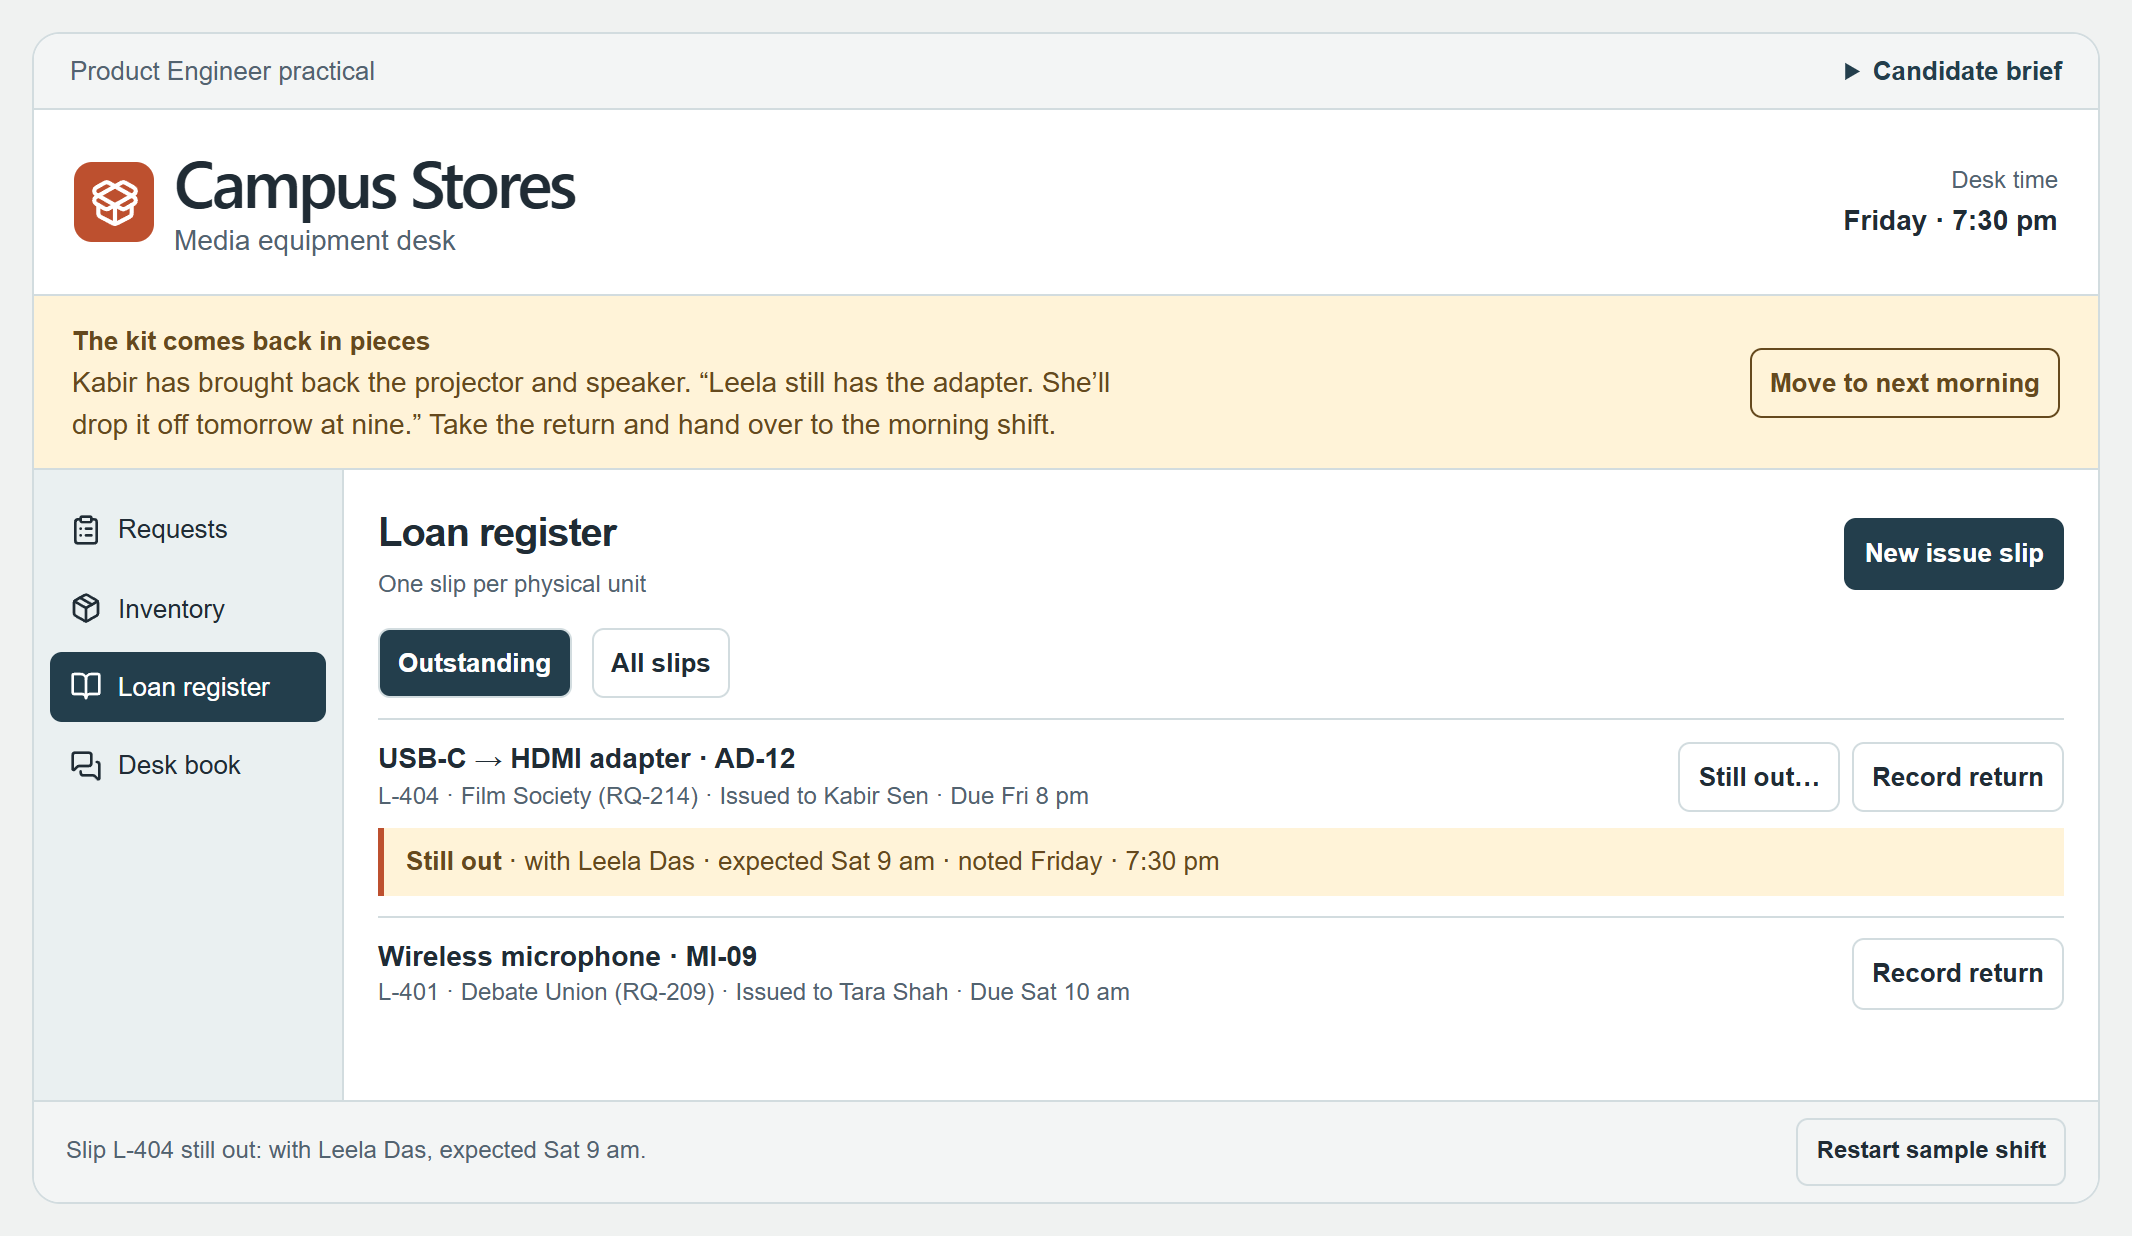 Product Engineer practical
▶ Candidate brief
Campus Stores
Media equipment desk
Desk time
Friday · 7:30 pm
The kit comes back in pieces
Kabir has brought back the projector and speaker. “Leela still has the adapter. She’ll
drop it off tomorrow at nine.” Take the return and hand over to the morning shift.
Move to next morning
Requests
Inventory
Loan register
Desk book
Loan register
One slip per physical unit
New issue slip
Outstanding
All slips
USB-C → HDMI adapter · AD-12
L-404 · Film Society (RQ-214) · Issued to Kabir Sen · Due Fri 8 pm
Still out…
Record return
Still out · with Leela Das · expected Sat 9 am · noted Friday · 7:30 pm
Wireless microphone · MI-09
L-401 · Debate Union (RQ-209) · Issued to Tara Shah · Due Sat 10 am
Record return
Slip L-404 still out: with Leela Das, expected Sat 9 am.
Restart sample shift